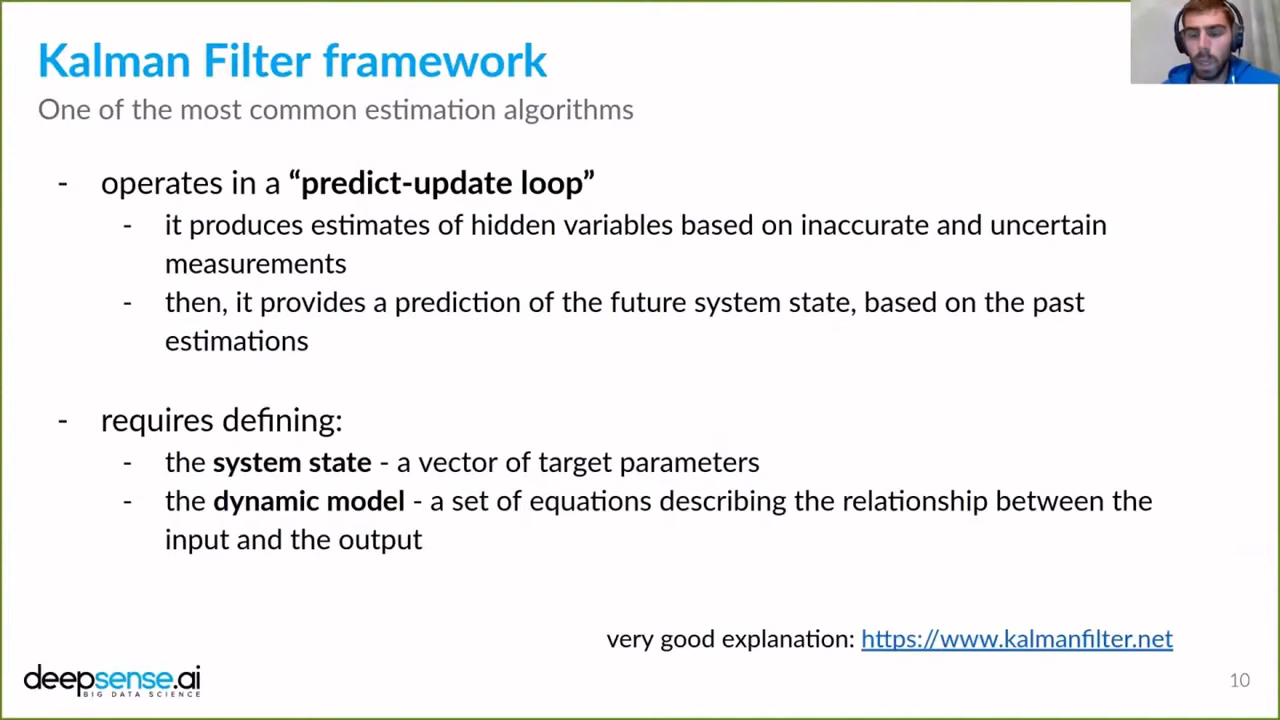 Kalman Filter framework
One of the most common estimation algorithms
- operates in a “predict-update loop”
- it produces estimates of hidden variables based on inaccurate and uncertain
measurements
- then, it provides a prediction of the future system state, based on the past
estimations
- requires defining:
- the system state - a vector of target parameters
- the dynamic model - a set of equations describing the relationship between the
input and the output
very good explanation: https://www.kalmanfilter.net
deepsense.ai
BIG DATA SCIENCE
10